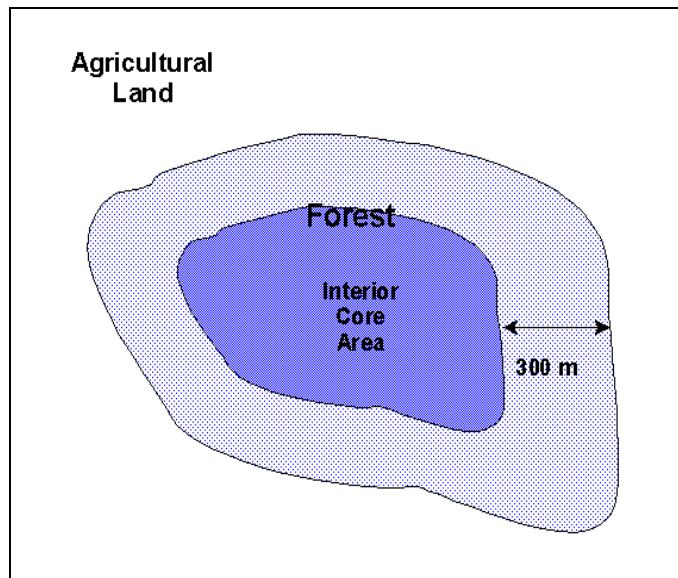 Agricultural
Land
Forest
Interior
Core
Area
300 m